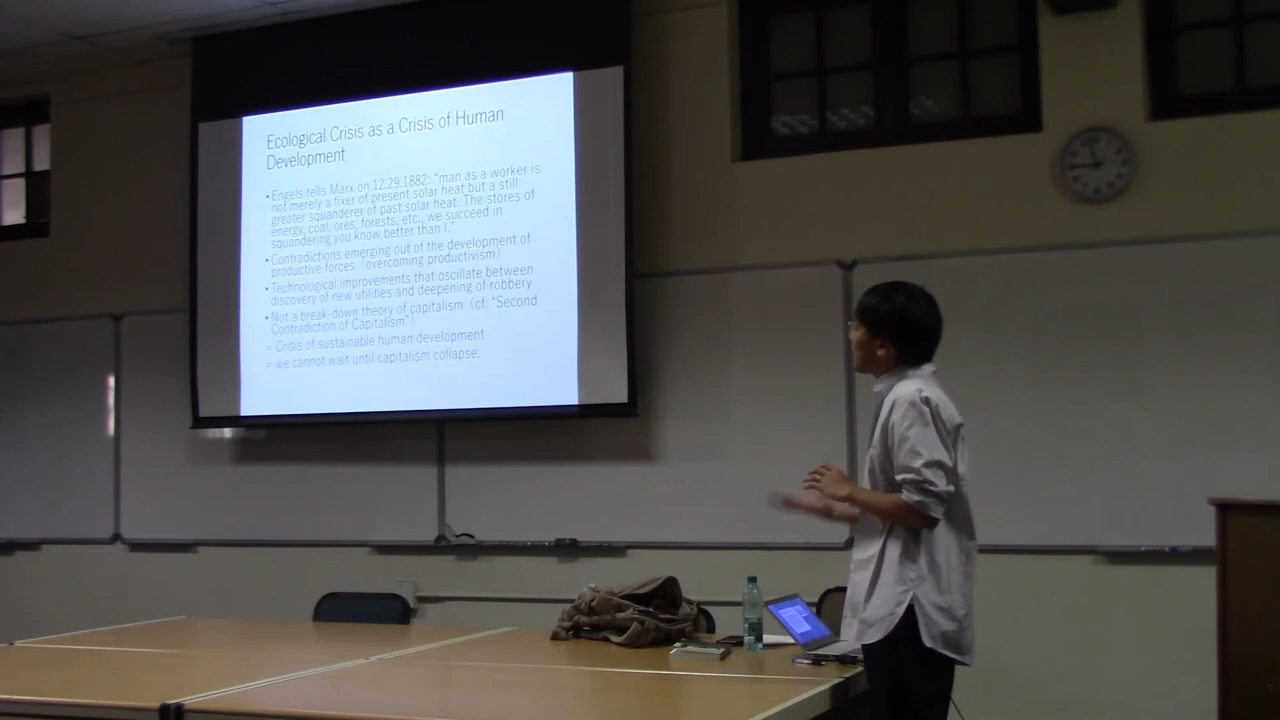 Ecological Crisis as a Crisis of Human
Development
• Engels tells Marx on 12.29.1882: "man as a worker is
not merely a fixer of present solar heat but a still
greater squanderer of past solar heat. The stores of
energy, coal, ores, forests, etc., we succeed in
squandering you know better than I."
• Contradictions emerging out of the development of
productive forces (overcoming productivism)
• Technological improvements that oscillate between
discovery of new utilities and deepening of robbery
• Not a break-down theory of capitalism (cf. "Second
Contradiction of Capitalism")
= Crisis of sustainable human development
= we cannot wait until capitalism collapse.